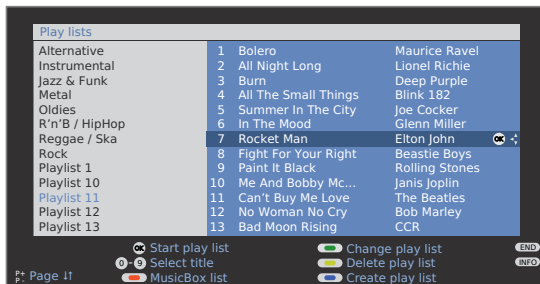 Play lists
Alternative 1 Bolero Maurice Ravel
Instrumental 2 All Night Long Lionel Richie
Jazz & Funk 3 Burn Deep Purple
Metal 4 All The Small Things Blink 182
Oldies 5 Summer In The City Joe Cocker
R'n'B / HipHop 6 In The Mood Glenn Miller
Reggae / Ska 7 Rocket Man Elton John OK
Rock 8 Fight For Your Right Beastie Boys
Playlist 1 9 Paint It Black Rolling Stones
Playlist 10 10 Me And Bobby Mc... Janis Joplin
Playlist 11 11 Can't Buy Me Love The Beatles
Playlist 12 12 No Woman No Cry Bob Marley
Playlist 13 13 Bad Moon Rising CCR
OK Start play list Change play list END
0-9 Select title Delete play list INFO
P+ P- Page ↓↑ MusicBox list Create play list